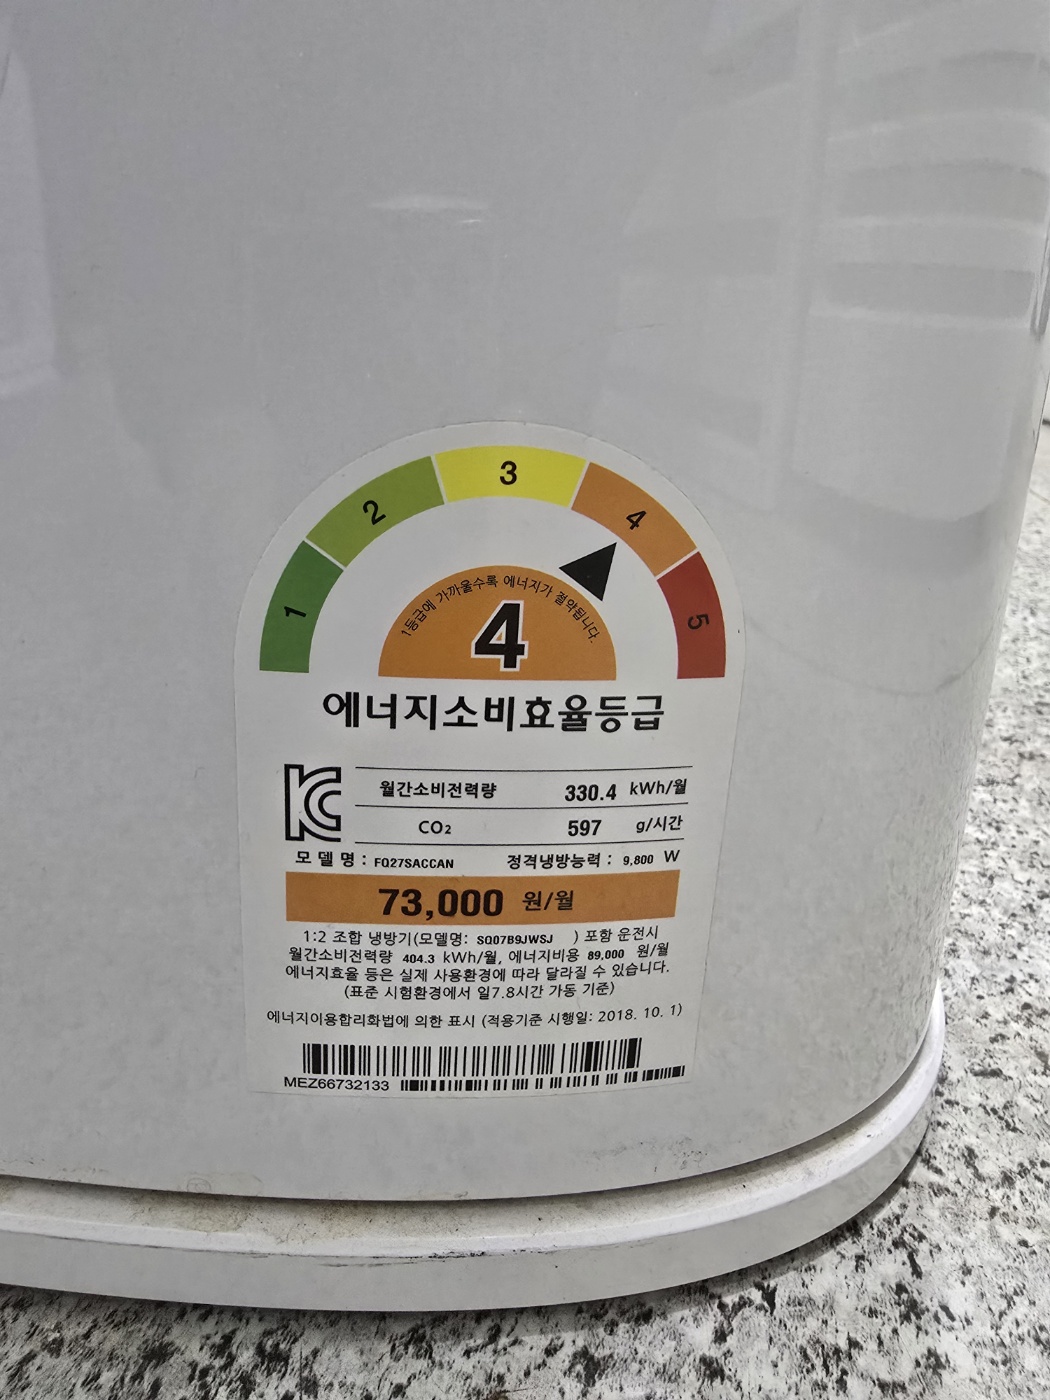 1
2
3
4
5
1등급에 가까울수록 에너지가 절약됩니다.
4
에너지소비효율등급
월간소비전력량 330.4 kWh/월
CO₂ 597 g/시간
모델명 : FQ27SACCAN 정격냉방능력 : 9,800 W
73,000 원/월
1:2 조합 냉방기(모델명: SQ07B9JWSJ ) 포함 운전시
월간소비전력량 404.3 kWh/월, 에너지비용 89,000 원/월
에너지효율 등은 실제 사용환경에 따라 달라질 수 있습니다.
(표준 시험환경에서 일7.8시간 가동 기준)
에너지이용합리화법에 의한 표시 (적용기준 시행일: 2018. 10. 1)
MEZ66732133